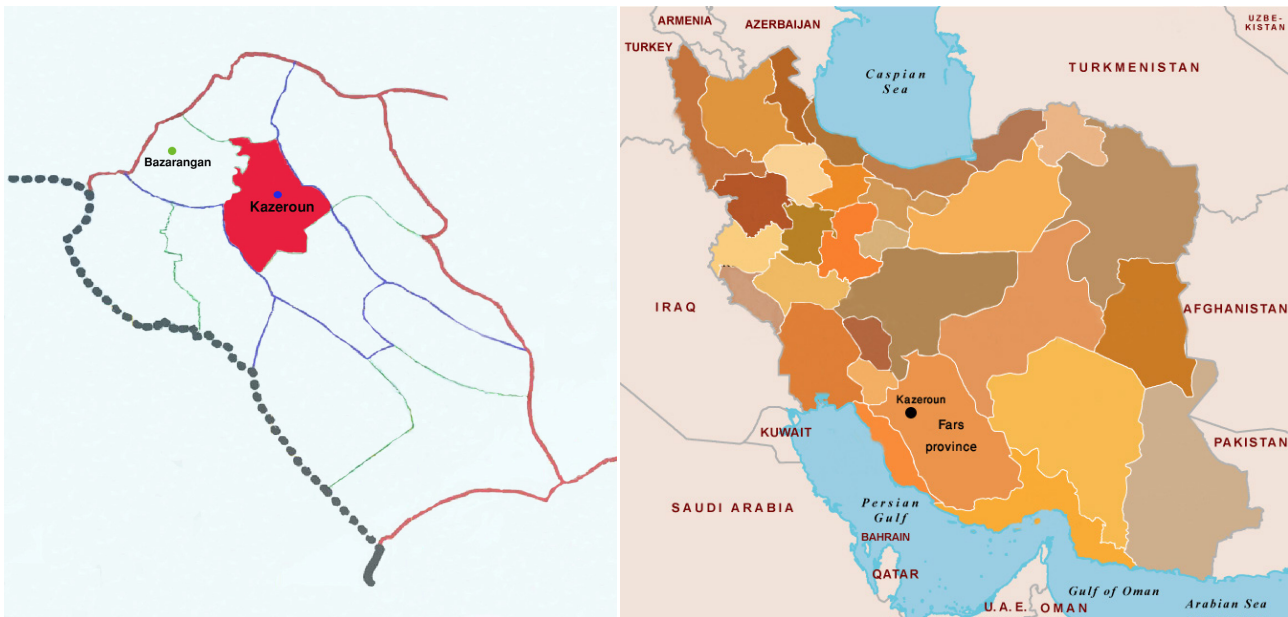 Bazarangan
Kazeroun
ARMENIA
AZERBAIJAN
UZBE-
KISTAN
TURKEY
Caspian
Sea
TURKMENISTAN
IRAQ
AFGHANISTAN
Kazeroun
Fars
province
KUWAIT
PAKISTAN
SAUDI ARABIA
Persian
Gulf
BAHRAIN
QATAR
U.A.E.
OMAN
Gulf of Oman
Arabian Sea